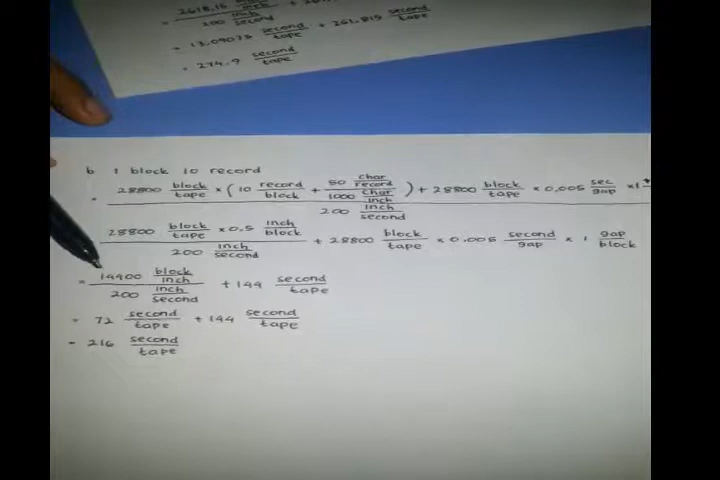 = 2618,15
200 inch/second
+ 13.09075 second/tape + 261.815 second/tape
= 274.9 second/tape
b 1 block 10 record
= 28800 block/tape × ( 10 record/block + 50 char/record / 1000 char/inch ) + 28800 block/tape × 0.005 sec/gap × 1
200 inch/second
28800 block/tape × 0.5 inch/block / 200 inch/second + 28800 block/tape × 0.005 second/gap × 1 gap/block
= 14400 block/inch / 200 inch/second + 144 second/tape
= 72 second/tape + 144 second/tape
= 216 second/tape